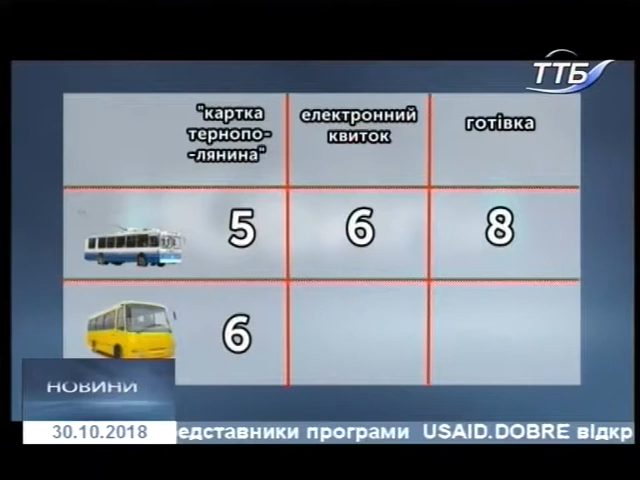 ТТБ
"картка
тернопо-
-лянина"
електронний
квиток
готівка
5
6
8
6
НОВИНИ
30.10.2018
едставники програми USAID.DOBRE відкр